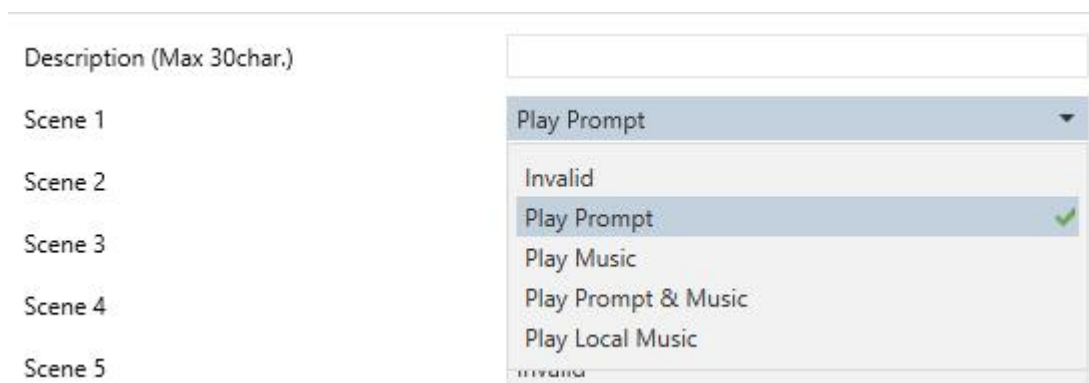 Description (Max 30char.)
Scene 1
Play Prompt
Scene 2
Invalid
Play Prompt
Scene 3
Play Music
Scene 4
Play Prompt & Music
Play Local Music
Scene 5
Invalid